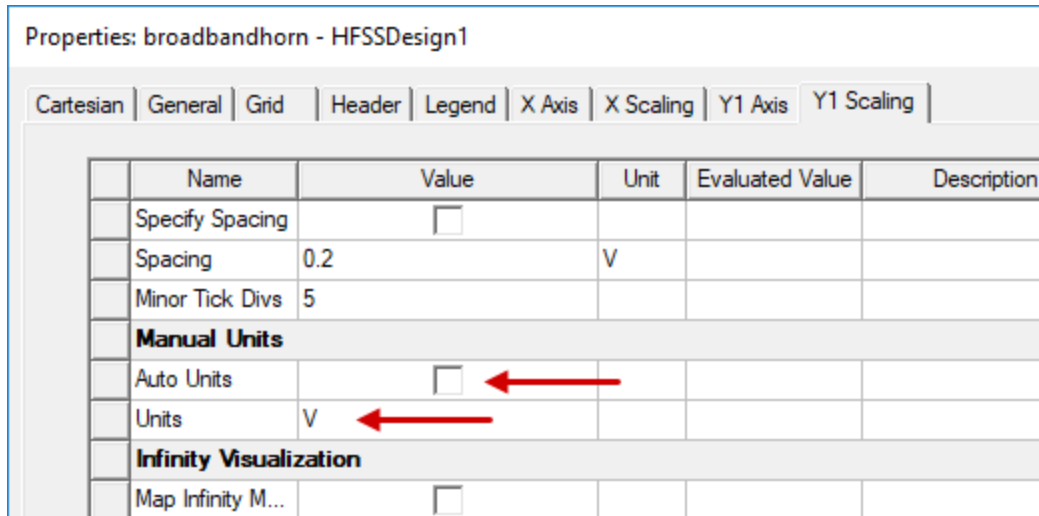 Properties: broadbandhorn - HFSSDesign1
Cartesian General Grid Header Legend X Axis X Scaling Y1 Axis Y1 Scaling
Name Value Unit Evaluated Value Description
Specify Spacing
Spacing 0.2 V
Minor Tick Divs 5
Manual Units
Auto Units
Units V
Infinity Visualization
Map Infinity M...